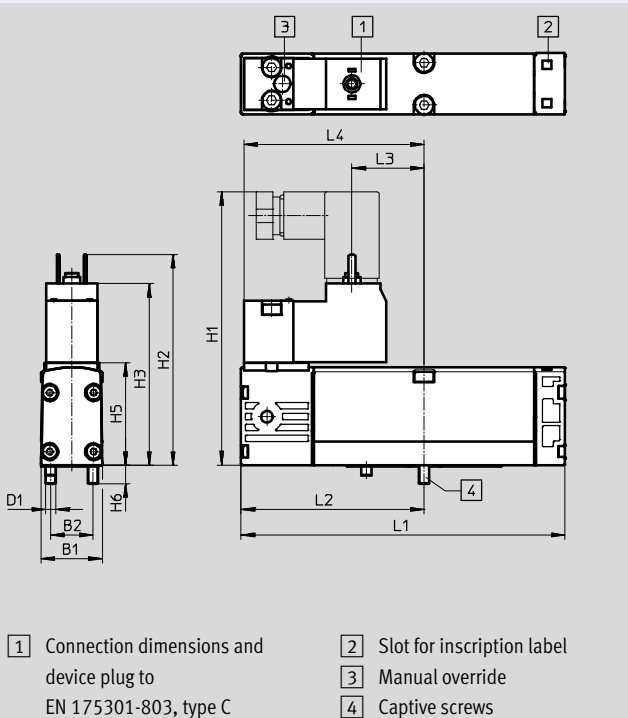 3 1 2
L4
L3
H1
H2
H3
H5
H6
D1
B2
B1
L2
L1
4
1 Connection dimensions and
device plug to
EN 175301-803, type C
2 Slot for inscription label
3 Manual override
4 Captive screws